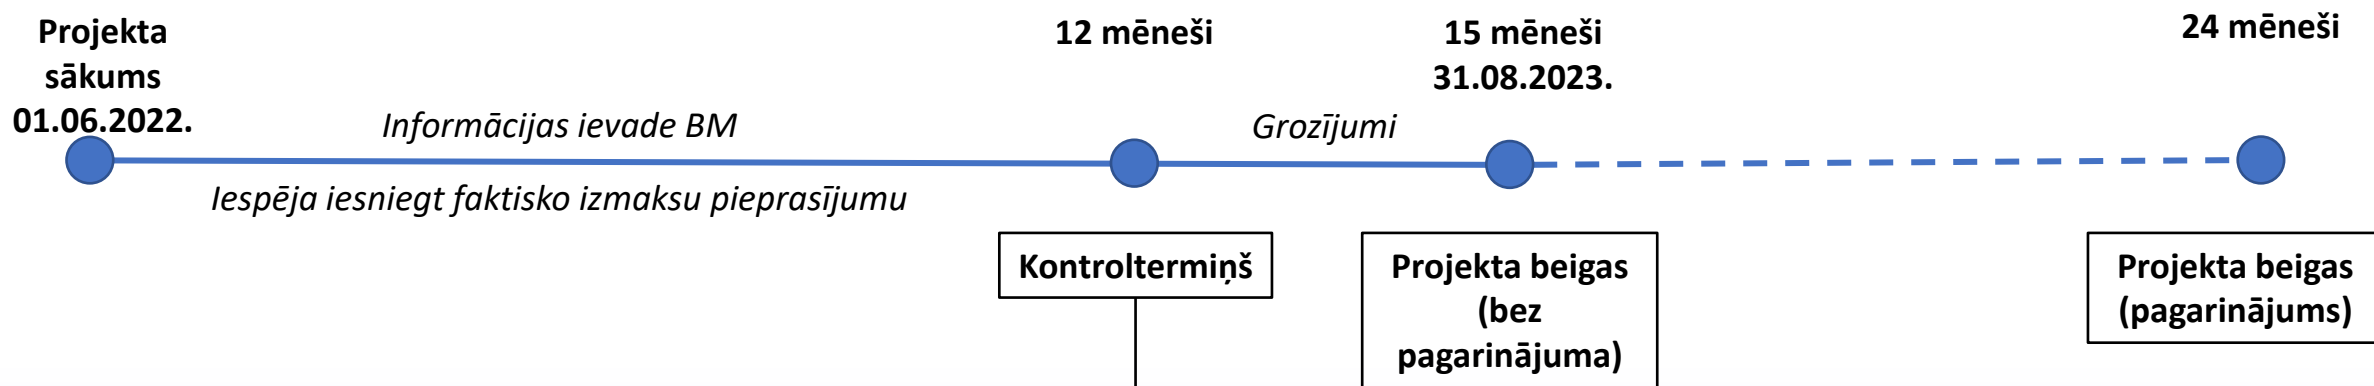 Projekta
sākums
01.06.2022.
12 mēneši
15 mēneši
31.08.2023.
24 mēneši
Informācijas ievade BM
Grozījumi
Iespēja iesniegt faktisko izmaksu pieprasījumu
Kontroltermiņš
Projekta beigas
(bez
pagarinājuma)
Projekta beigas
(pagarinājums)